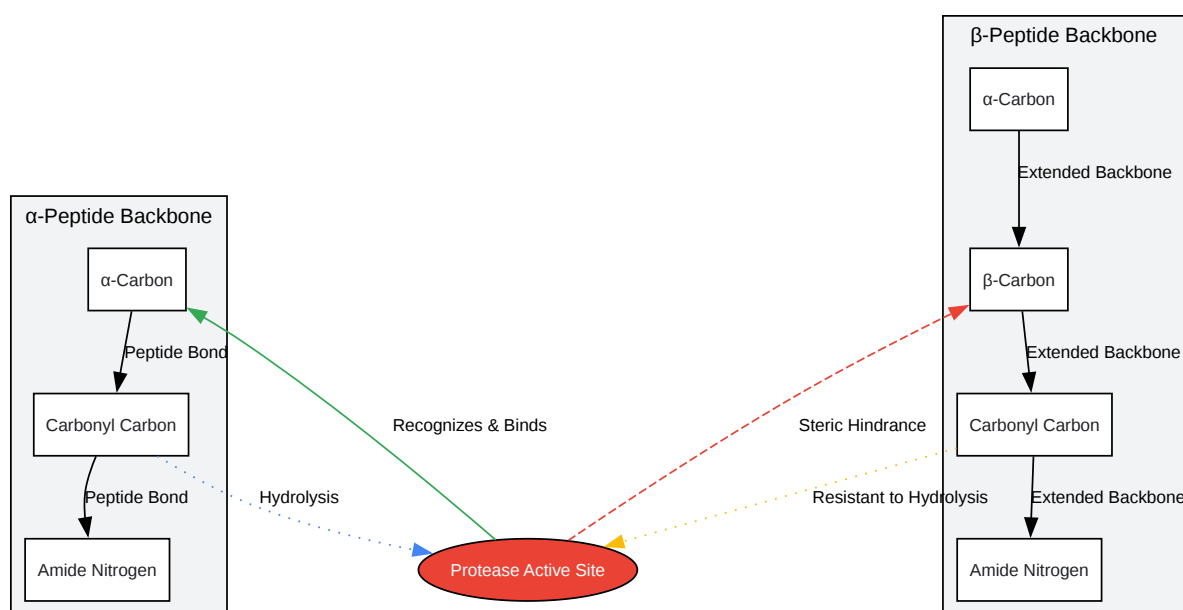 β-Peptide Backbone
α-Carbon
Extended Backbone
α-Peptide Backbone
α-Carbon
β-Carbon
Peptide Bond
Extended Backbone
Carbonyl Carbon
Recognizes & Binds
Steric Hindrance
Carbonyl Carbon
Peptide Bond
Hydrolysis
Resistant to Hydrolysis
Extended Backbone
Amide Nitrogen
Protease Active Site
Amide Nitrogen